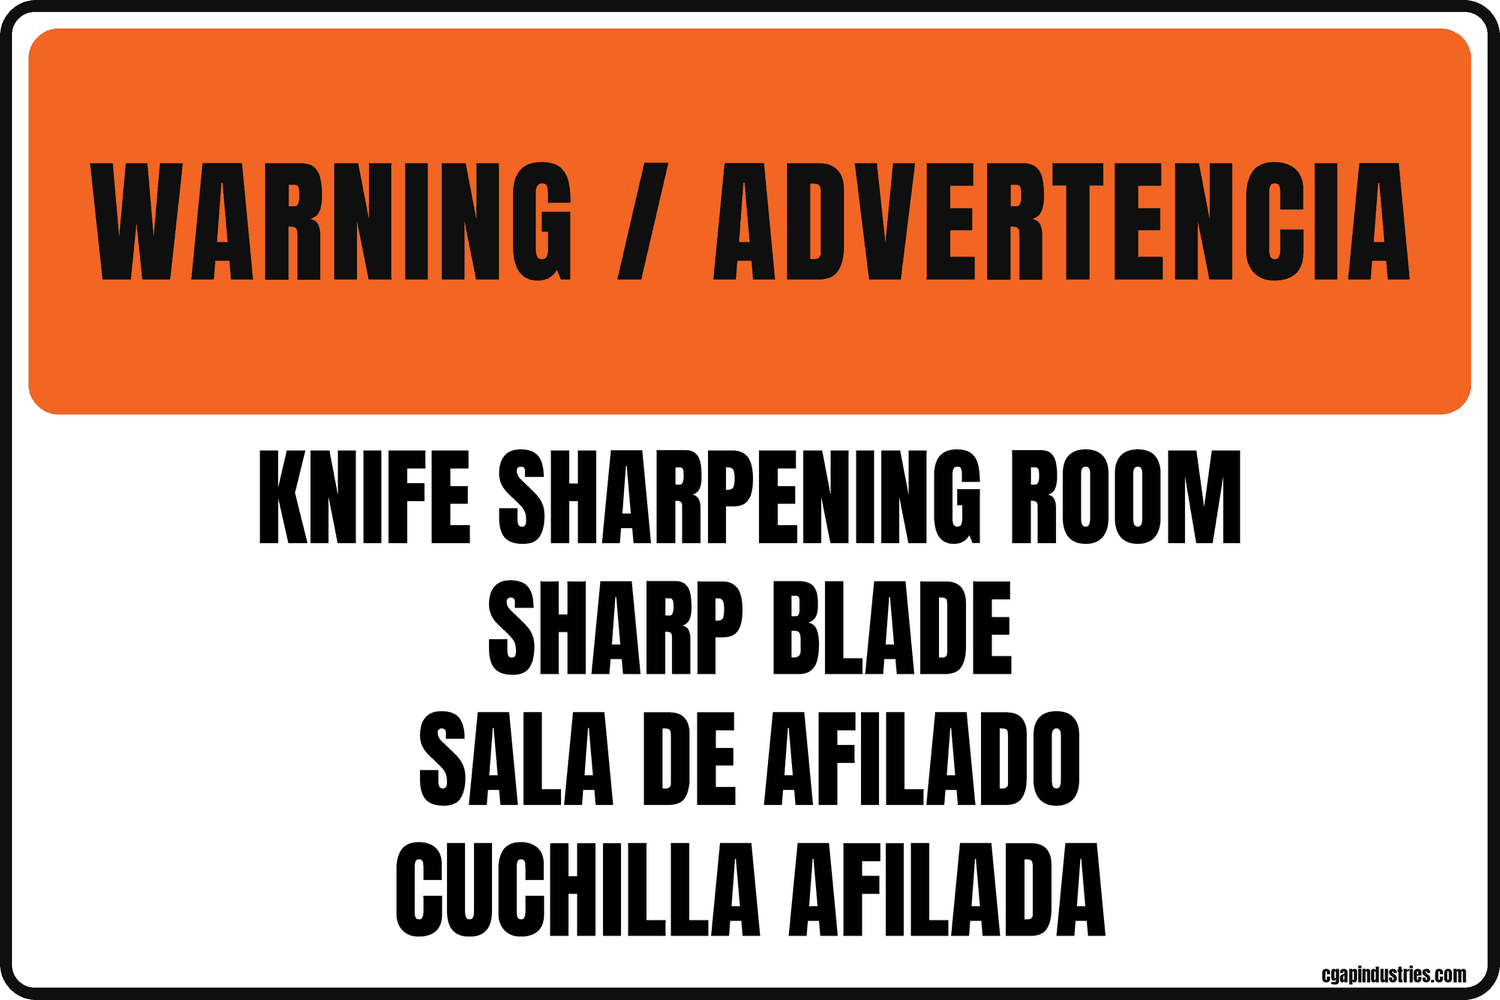 WARNING / ADVERTENCIA
KNIFE SHARPENING ROOM
SHARP BLADE
SALA DE AFILADO
CUCHILLA AFILADA
cgapindustries.com